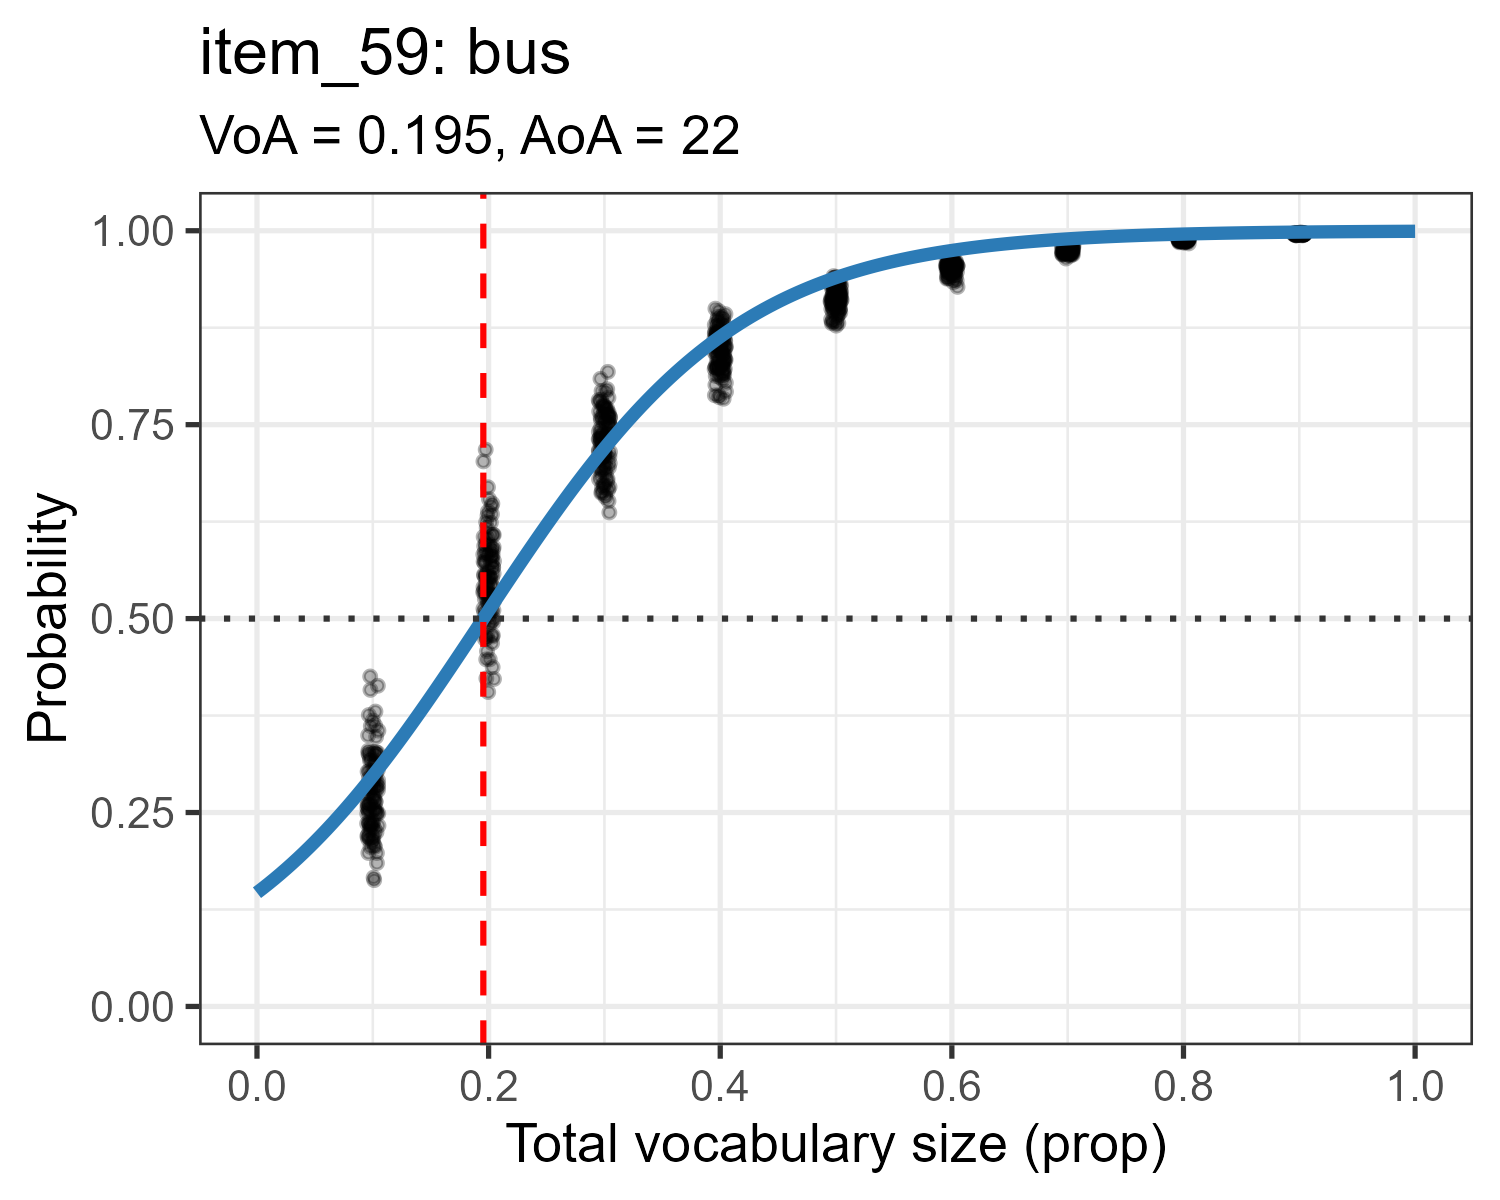 item_59: bus
VoA = 0.195, AoA = 22
1.00
0.75
0.50
0.25
0.00
Probability
0.0 0.2 0.4 0.6 0.8 1.0
Total vocabulary size (prop)